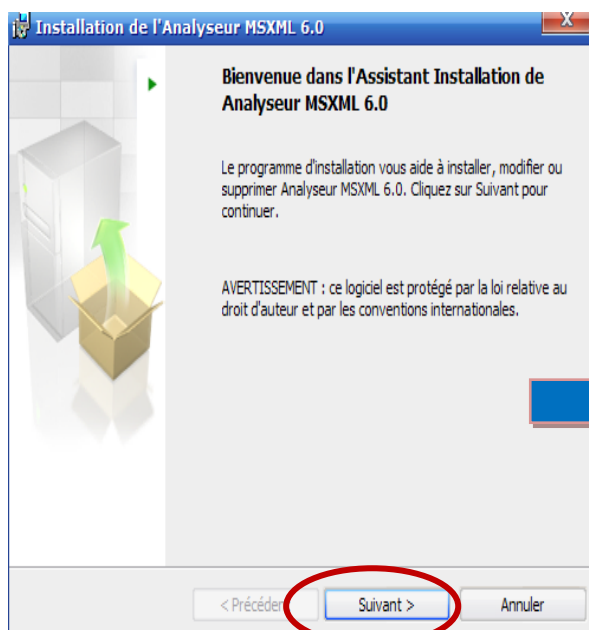 Installation de l'Analyseur MSXML 6.0
X
Bienvenue dans l'Assistant Installation de
Analyseur MSXML 6.0
Le programme d'installation vous aide à installer, modifier ou
supprimer Analyseur MSXML 6.0. Cliquez sur Suivant pour
continuer.
AVERTISSEMENT : ce logiciel est protégé par la loi relative au
droit d'auteur et par les conventions internationales.
< Précéden
Suivant >
Annuler